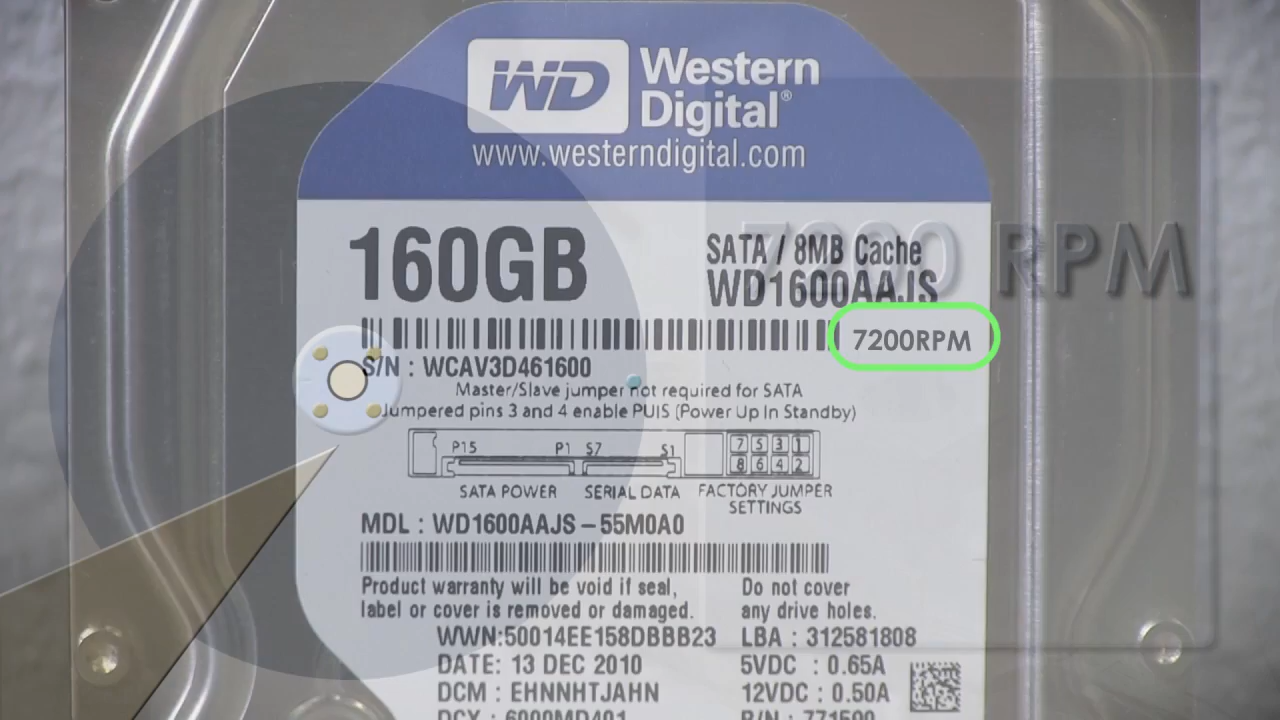 WD Western
Digital®
www.westerndigital.com
160GB
SATA / 8MB Cache
7200 RPM
WD1600AAJS
7200RPM
S/N : WCAV3D461600
Master/Slave jumper not required for SATA
Jumpered pins 3 and 4 enable PUIS (Power Up In Standby)
P15 P1 S7 S1
7 5 3 1
8 6 4 2
SATA POWER SERIAL DATA FACTORY JUMPER
SETTINGS
MDL : WD1600AAJS – 55M0A0
Product warranty will be void if seal,
label or cover is removed or damaged.
Do not cover
any drive holes.
WWN:50014EE158DBBB23 LBA : 312581808
DATE: 13 DEC 2010 5VDC : 0.65A
DCM : EHNNHTJAHN 12VDC : 0.50A
DCX : 6000MD401 R/N : 771590